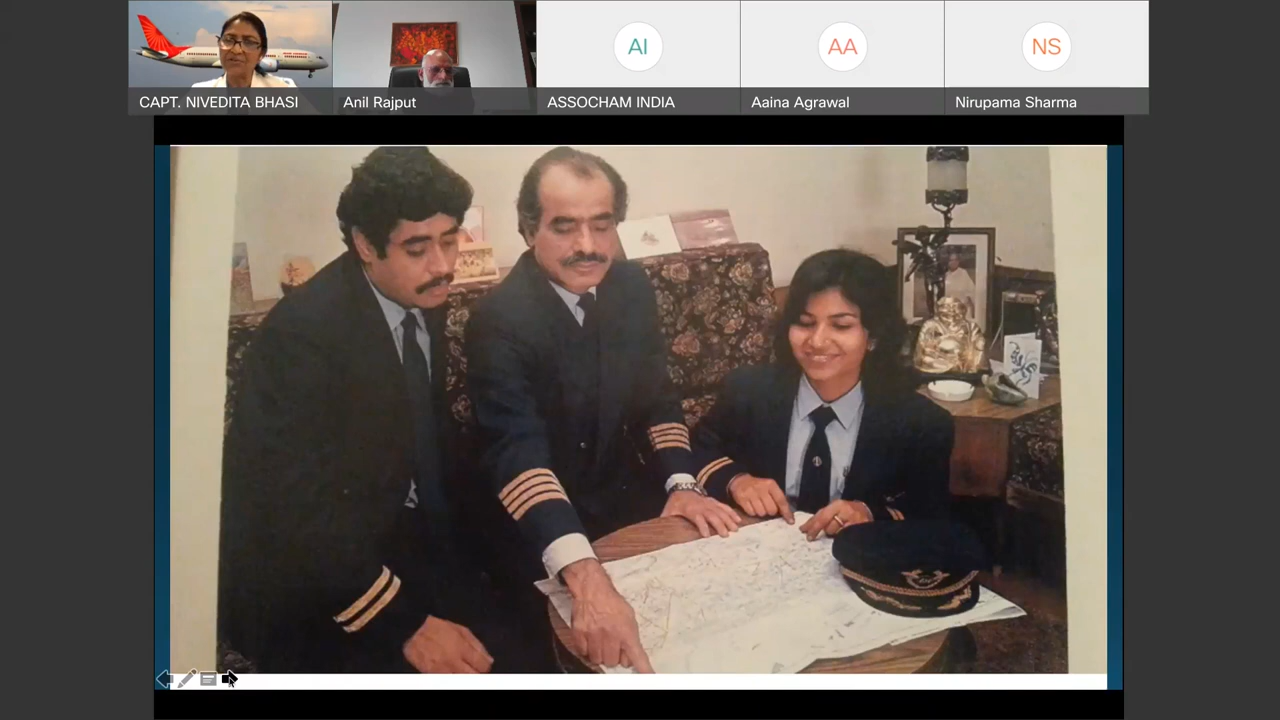 CAPT. NIVEDITA BHASI
Anil Rajput
AI
ASSOCHAM INDIA
AA
Aaina Agrawal
NS
Nirupama Sharma